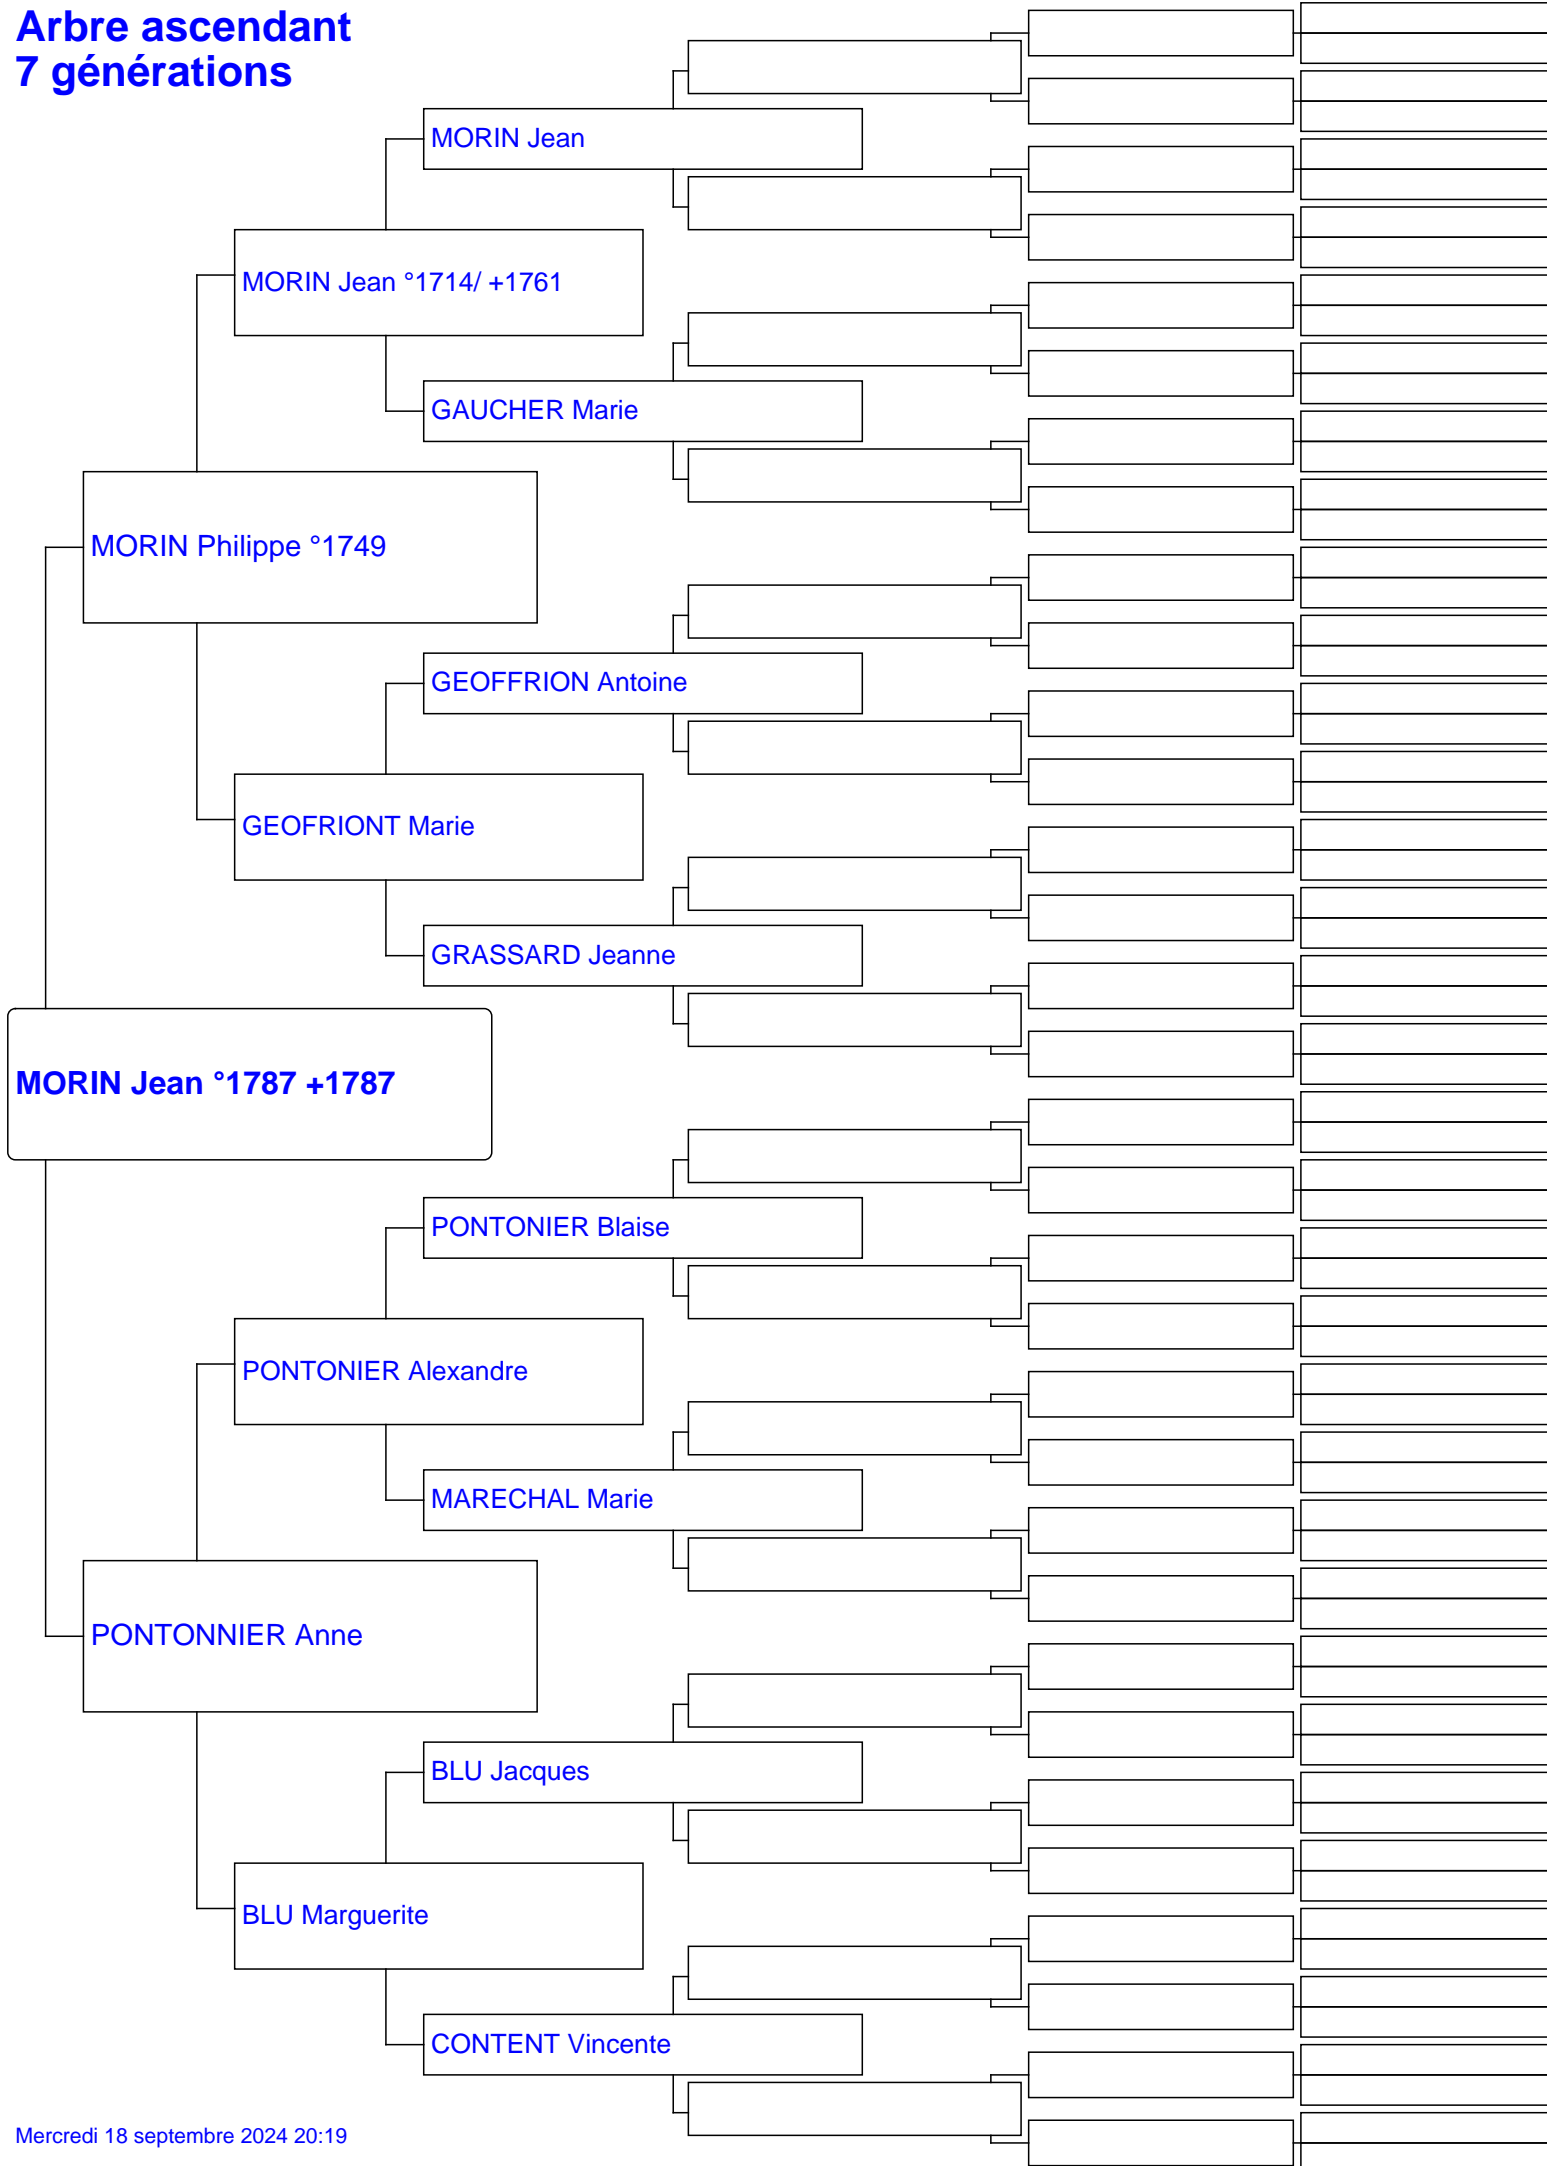 Arbre ascendant
7 générations
MORIN Jean
MORIN Jean °1714/ +1761
GAUCHER Marie
MORIN Philippe °1749
GEOFFRION Antoine
GEOFRIONT Marie
GRASSARD Jeanne
MORIN Jean °1787 +1787
PONTONIER Blaise
PONTONIER Alexandre
MARECHAL Marie
PONTONNIER Anne
BLU Jacques
BLU Marguerite
CONTENT Vincente
Mercredi 18 septembre 2024 20:19